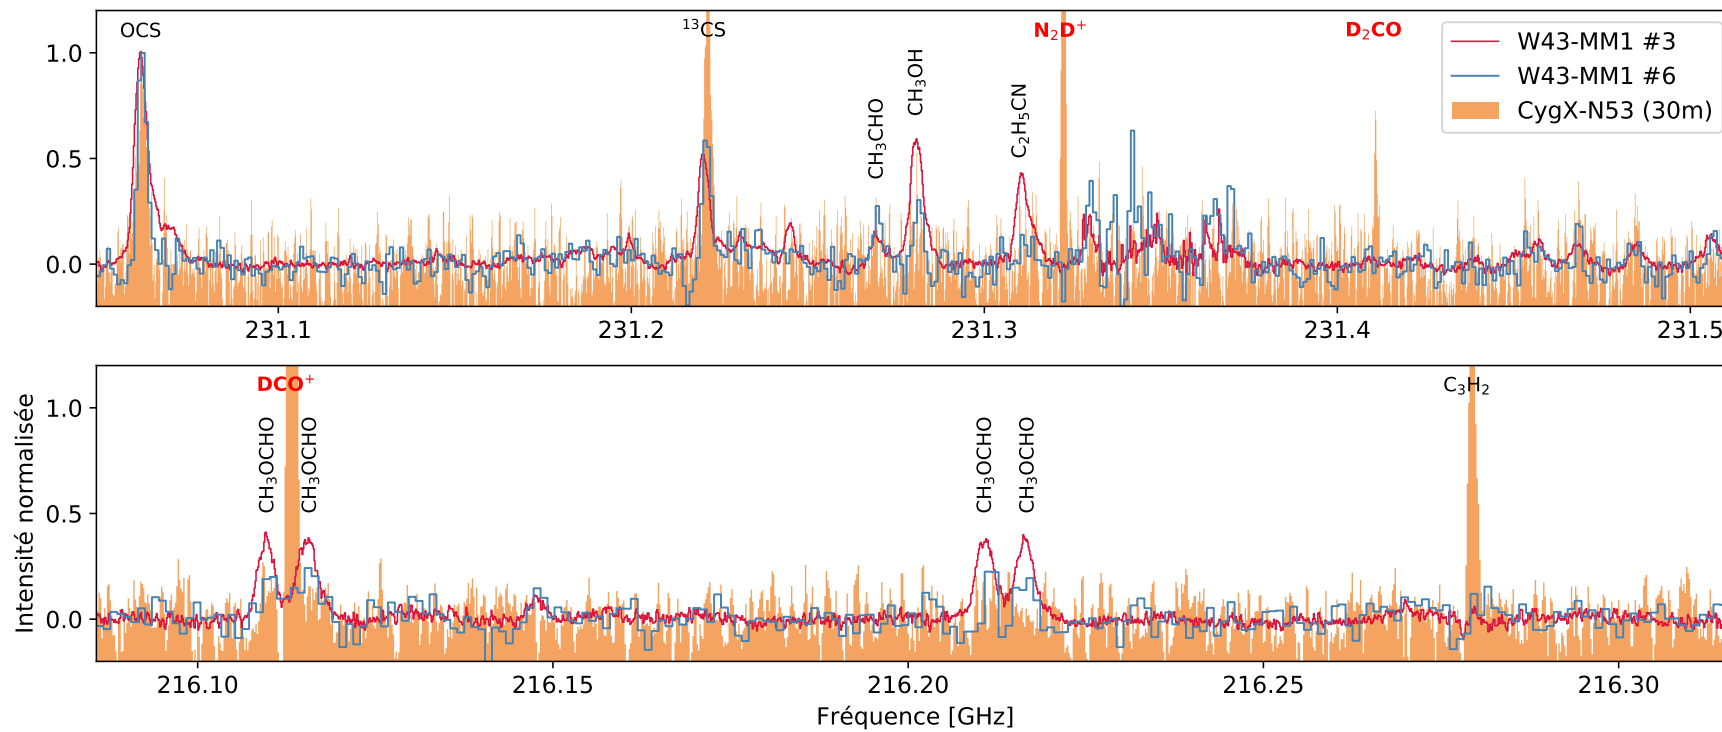 OCS
¹³CS
N₂D⁺
D₂CO
CH₃CHO
CH₃OH
C₂H₅CN
W43-MM1 #3
W43-MM1 #6
CygX-N53 (30m)
1.0
0.5
0.0
231.1 231.2 231.3 231.4 231.5
DCO⁺
C₃H₂
CH₃OCHO
CH₃OCHO
CH₃OCHO
CH₃OCHO
1.0
0.5
0.0
Intensité normalisée
216.10 216.15 216.20 216.25 216.30
Fréquence [GHz]